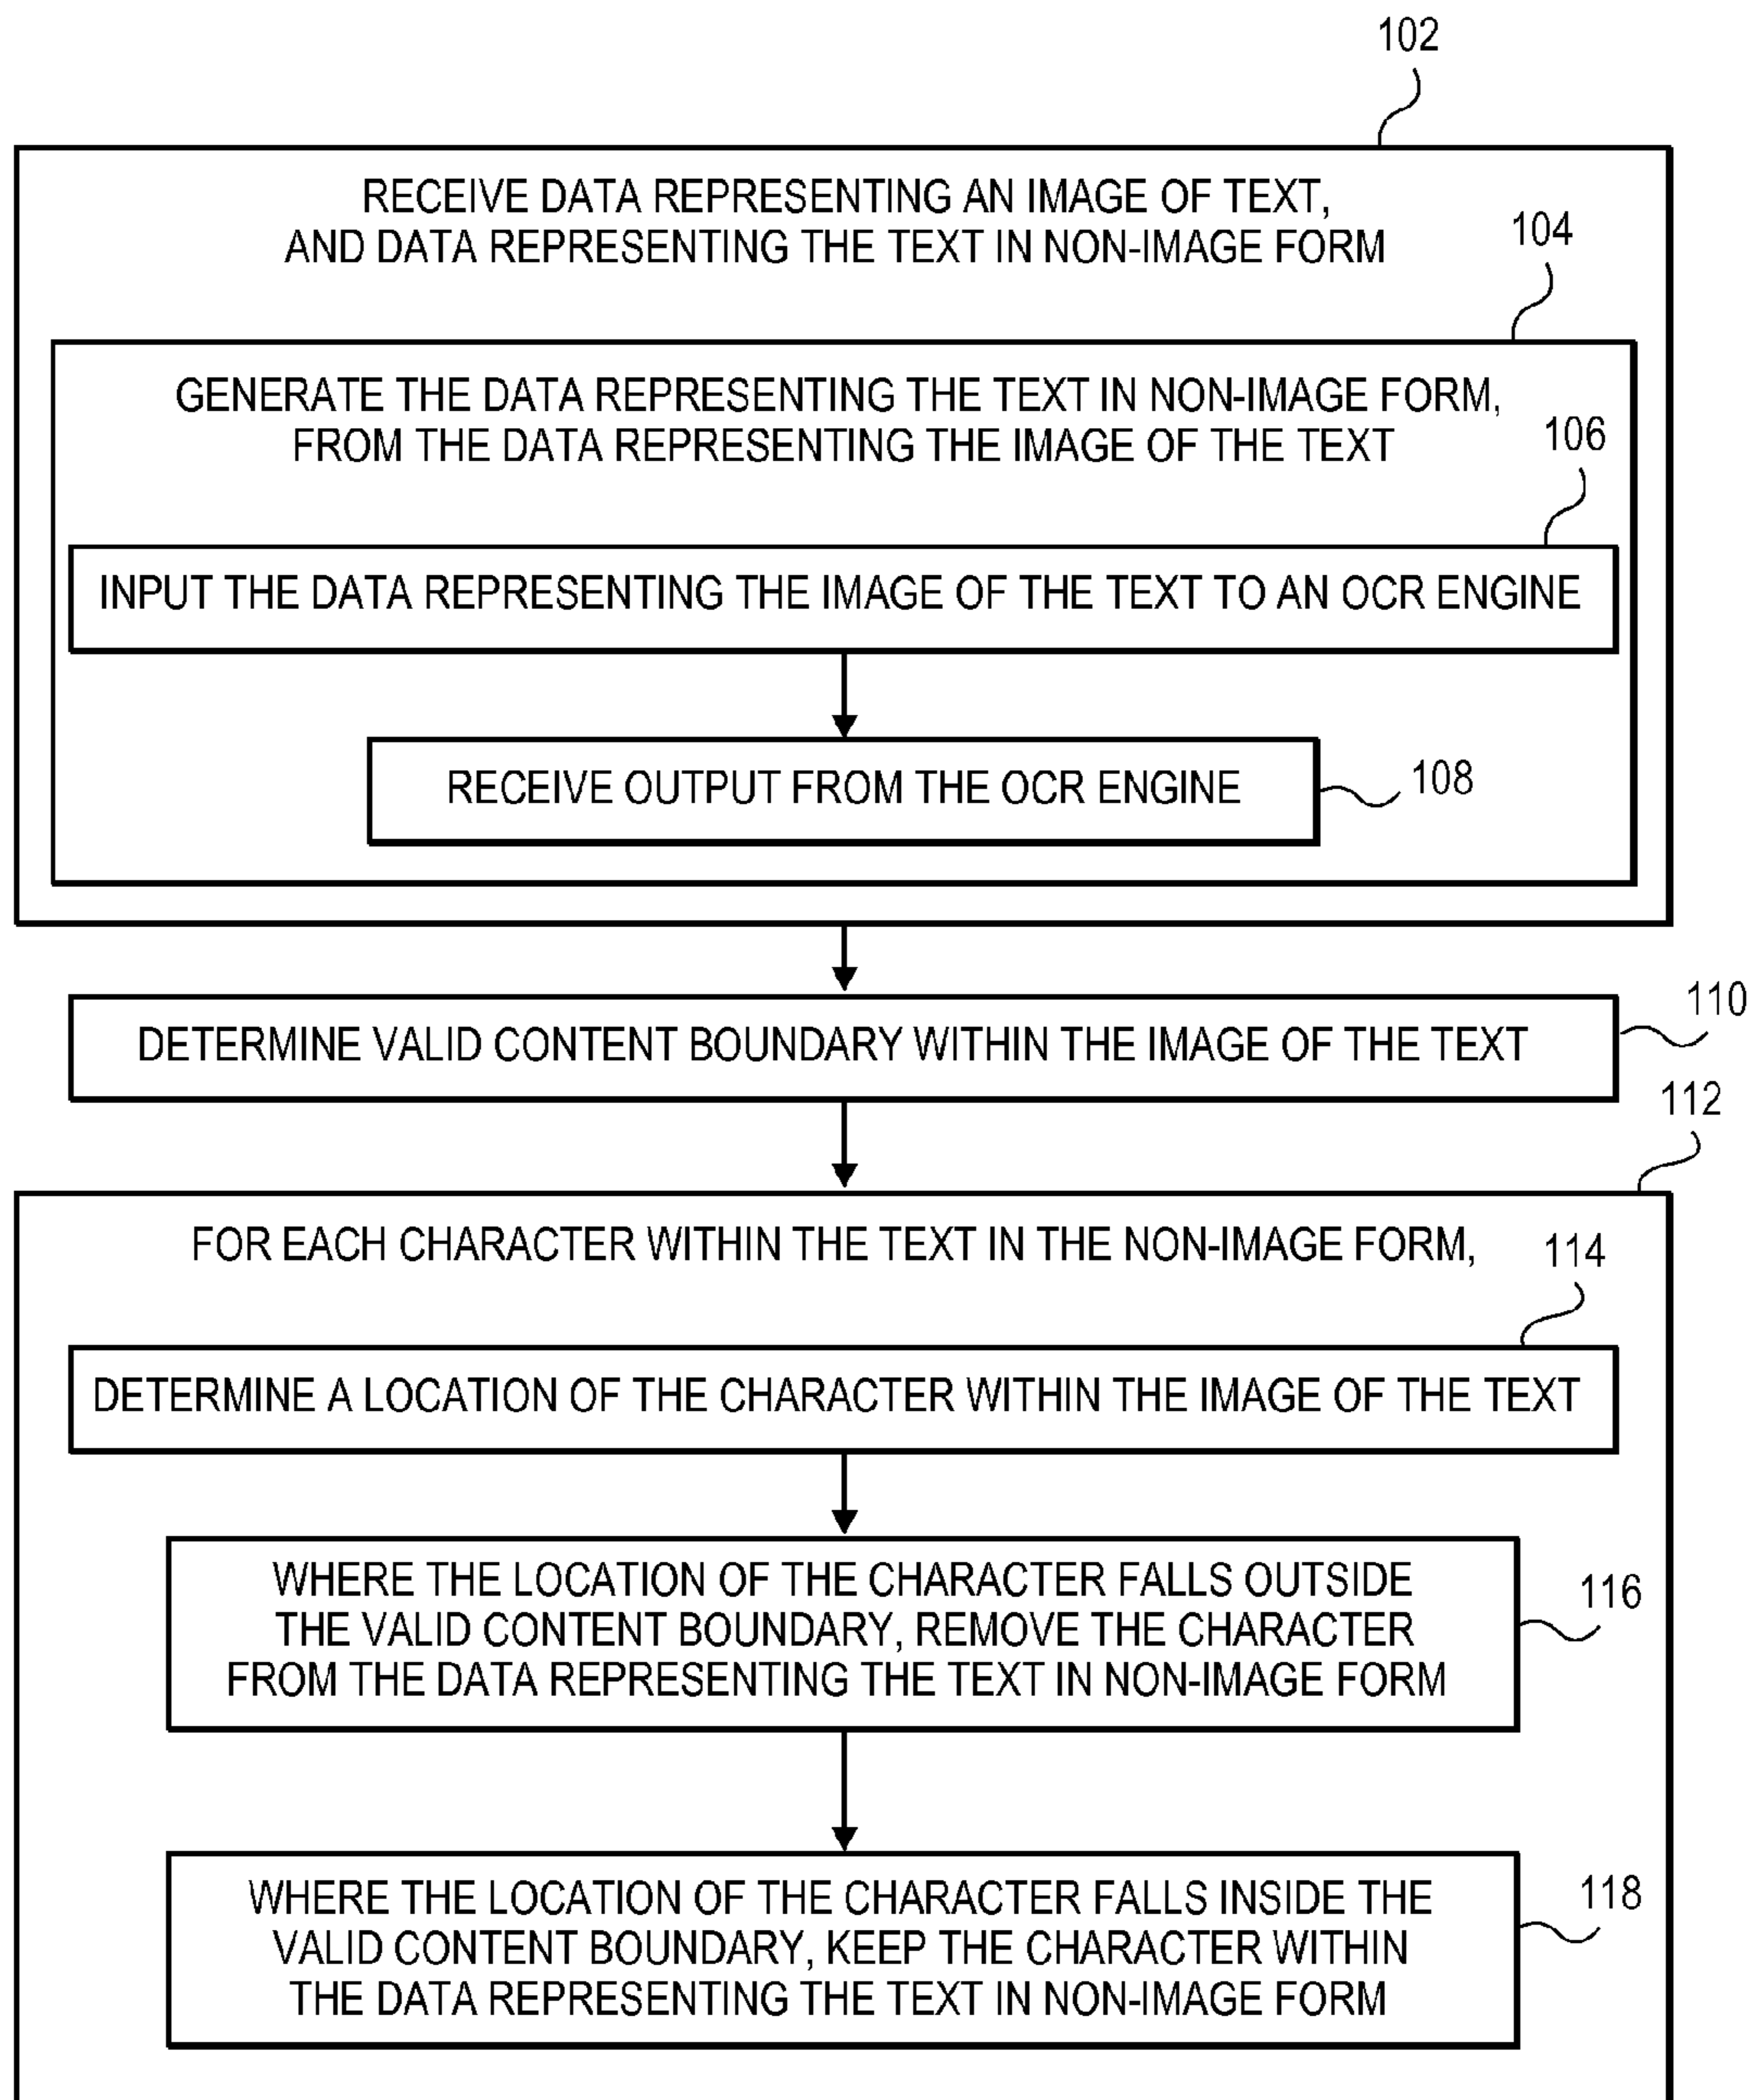 102
RECEIVE DATA REPRESENTING AN IMAGE OF TEXT,
AND DATA REPRESENTING THE TEXT IN NON-IMAGE FORM
104
GENERATE THE DATA REPRESENTING THE TEXT IN NON-IMAGE FORM,
FROM THE DATA REPRESENTING THE IMAGE OF THE TEXT
106
INPUT THE DATA REPRESENTING THE IMAGE OF THE TEXT TO AN OCR ENGINE
RECEIVE OUTPUT FROM THE OCR ENGINE
108
110
DETERMINE VALID CONTENT BOUNDARY WITHIN THE IMAGE OF THE TEXT
112
FOR EACH CHARACTER WITHIN THE TEXT IN THE NON-IMAGE FORM,
114
DETERMINE A LOCATION OF THE CHARACTER WITHIN THE IMAGE OF THE TEXT
WHERE THE LOCATION OF THE CHARACTER FALLS OUTSIDE
THE VALID CONTENT BOUNDARY, REMOVE THE CHARACTER
FROM THE DATA REPRESENTING THE TEXT IN NON-IMAGE FORM
116
WHERE THE LOCATION OF THE CHARACTER FALLS INSIDE THE
VALID CONTENT BOUNDARY, KEEP THE CHARACTER WITHIN
THE DATA REPRESENTING THE TEXT IN NON-IMAGE FORM
118